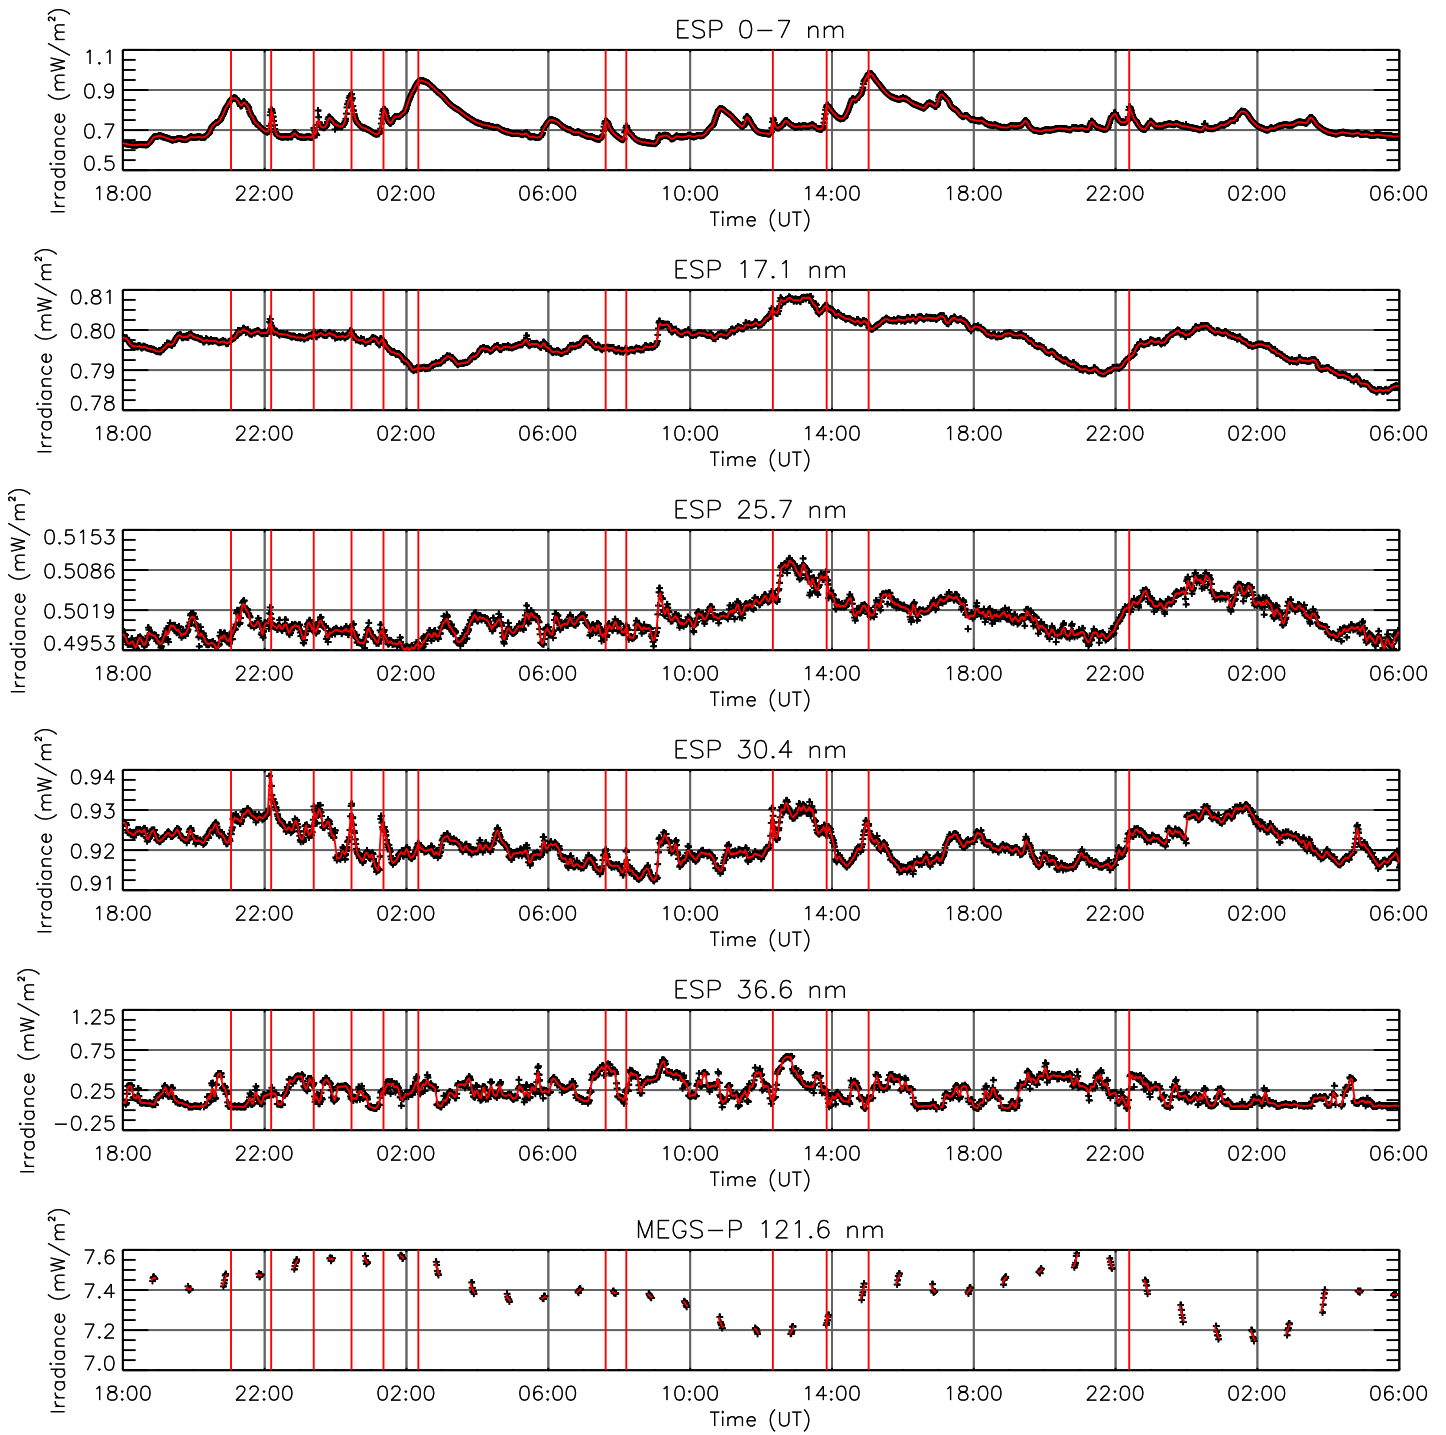 ESP 0-7 nm
Irradiance (mW/m²)
1.1
0.9
0.7
0.5
18:00 22:00 02:00 06:00 10:00 14:00 18:00 22:00 02:00 06:00
Time (UT)
ESP 17.1 nm
Irradiance (mW/m²)
0.81
0.80
0.79
0.78
18:00 22:00 02:00 06:00 10:00 14:00 18:00 22:00 02:00 06:00
Time (UT)
ESP 25.7 nm
Irradiance (mW/m²)
0.5153
0.5086
0.5019
0.4953
18:00 22:00 02:00 06:00 10:00 14:00 18:00 22:00 02:00 06:00
Time (UT)
ESP 30.4 nm
Irradiance (mW/m²)
0.94
0.93
0.92
0.91
18:00 22:00 02:00 06:00 10:00 14:00 18:00 22:00 02:00 06:00
Time (UT)
ESP 36.6 nm
Irradiance (mW/m²)
1.25
0.75
0.25
-0.25
18:00 22:00 02:00 06:00 10:00 14:00 18:00 22:00 02:00 06:00
Time (UT)
MEGS-P 121.6 nm
Irradiance (mW/m²)
7.6
7.4
7.2
7.0
18:00 22:00 02:00 06:00 10:00 14:00 18:00 22:00 02:00 06:00
Time (UT)